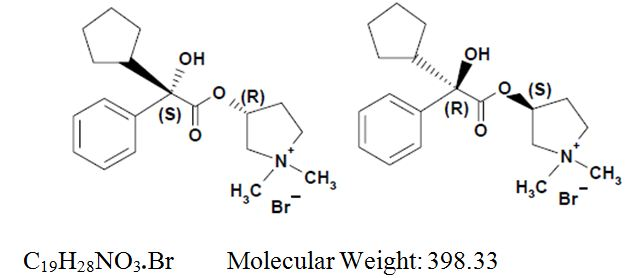 OH OH
(S) O (R) (R) O (S)
O O
N+ N+
H3C CH3 H3C CH3
Br− Br−
C19H28NO3.Br Molecular Weight: 398.33